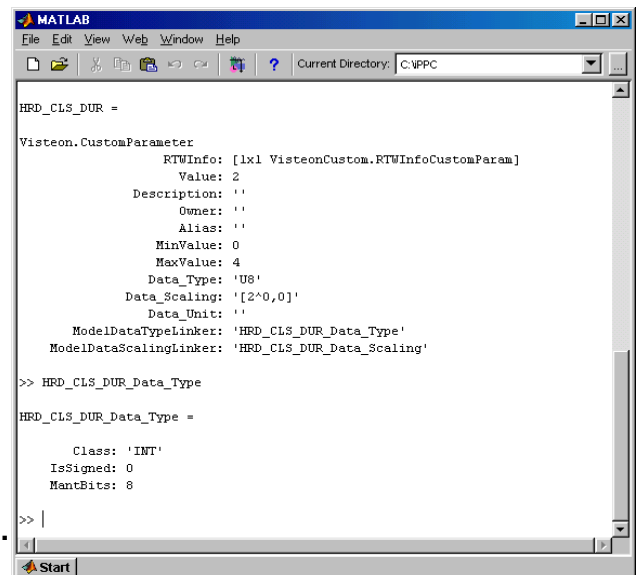 MATLAB
File Edit View Web Window Help
? Current Directory: C:\PPC ...
HRD_CLS_DUR =
Visteon.CustomParameter
RTWInfo: [1x1 VisteonCustom.RTWInfoCustomParam]
Value: 2
Description: ''
Owner: ''
Alias: ''
MinValue: 0
MaxValue: 4
Data_Type: 'U8'
Data_Scaling: '[2^0,0]'
Data_Unit: ''
ModelDataTypeLinker: 'HRD_CLS_DUR_Data_Type'
ModelDataScalingLinker: 'HRD_CLS_DUR_Data_Scaling'
>> HRD_CLS_DUR_Data_Type
HRD_CLS_DUR_Data_Type =
Class: 'INT'
IsSigned: 0
MantBits: 8
>>
Start